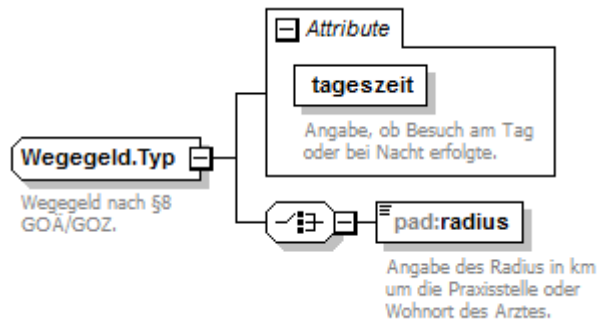 Attribute
tageszeit
Angabe, ob Besuch am Tag
oder bei Nacht erfolgte.
Wegegeld.Typ
Wegegeld nach §8
GOÄ/GOZ.
pad:radius
Angabe des Radius in km
um die Praxisstelle oder
Wohnort des Arztes.